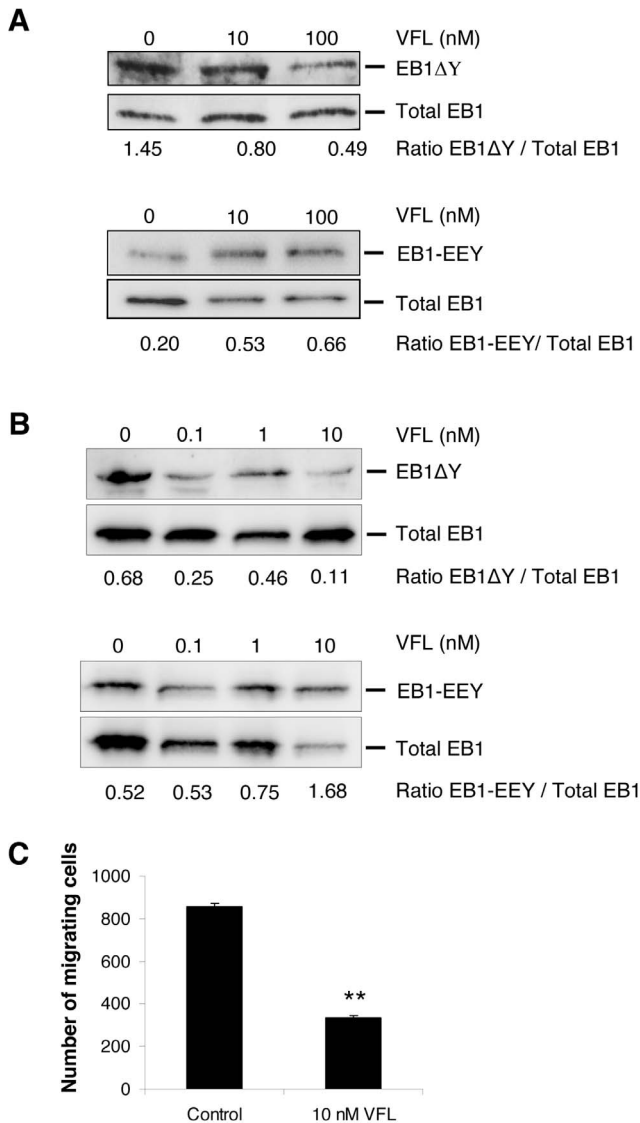 A
0 10 100 VFL (nM)
EB1ΔY
Total EB1
1.45 0.80 0.49 Ratio EB1ΔY / Total EB1
0 10 100 VFL (nM)
EB1-EEY
Total EB1
0.20 0.53 0.66 Ratio EB1-EEY/ Total EB1
B
0 0.1 1 10 VFL (nM)
EB1ΔY
Total EB1
0.68 0.25 0.46 0.11 Ratio EB1ΔY / Total EB1
0 0.1 1 10 VFL (nM)
EB1-EEY
Total EB1
0.52 0.53 0.75 1.68 Ratio EB1-EEY / Total EB1
C
Number of migrating cells
1000
800
600
400
200
0
**
Control 10 nM VFL